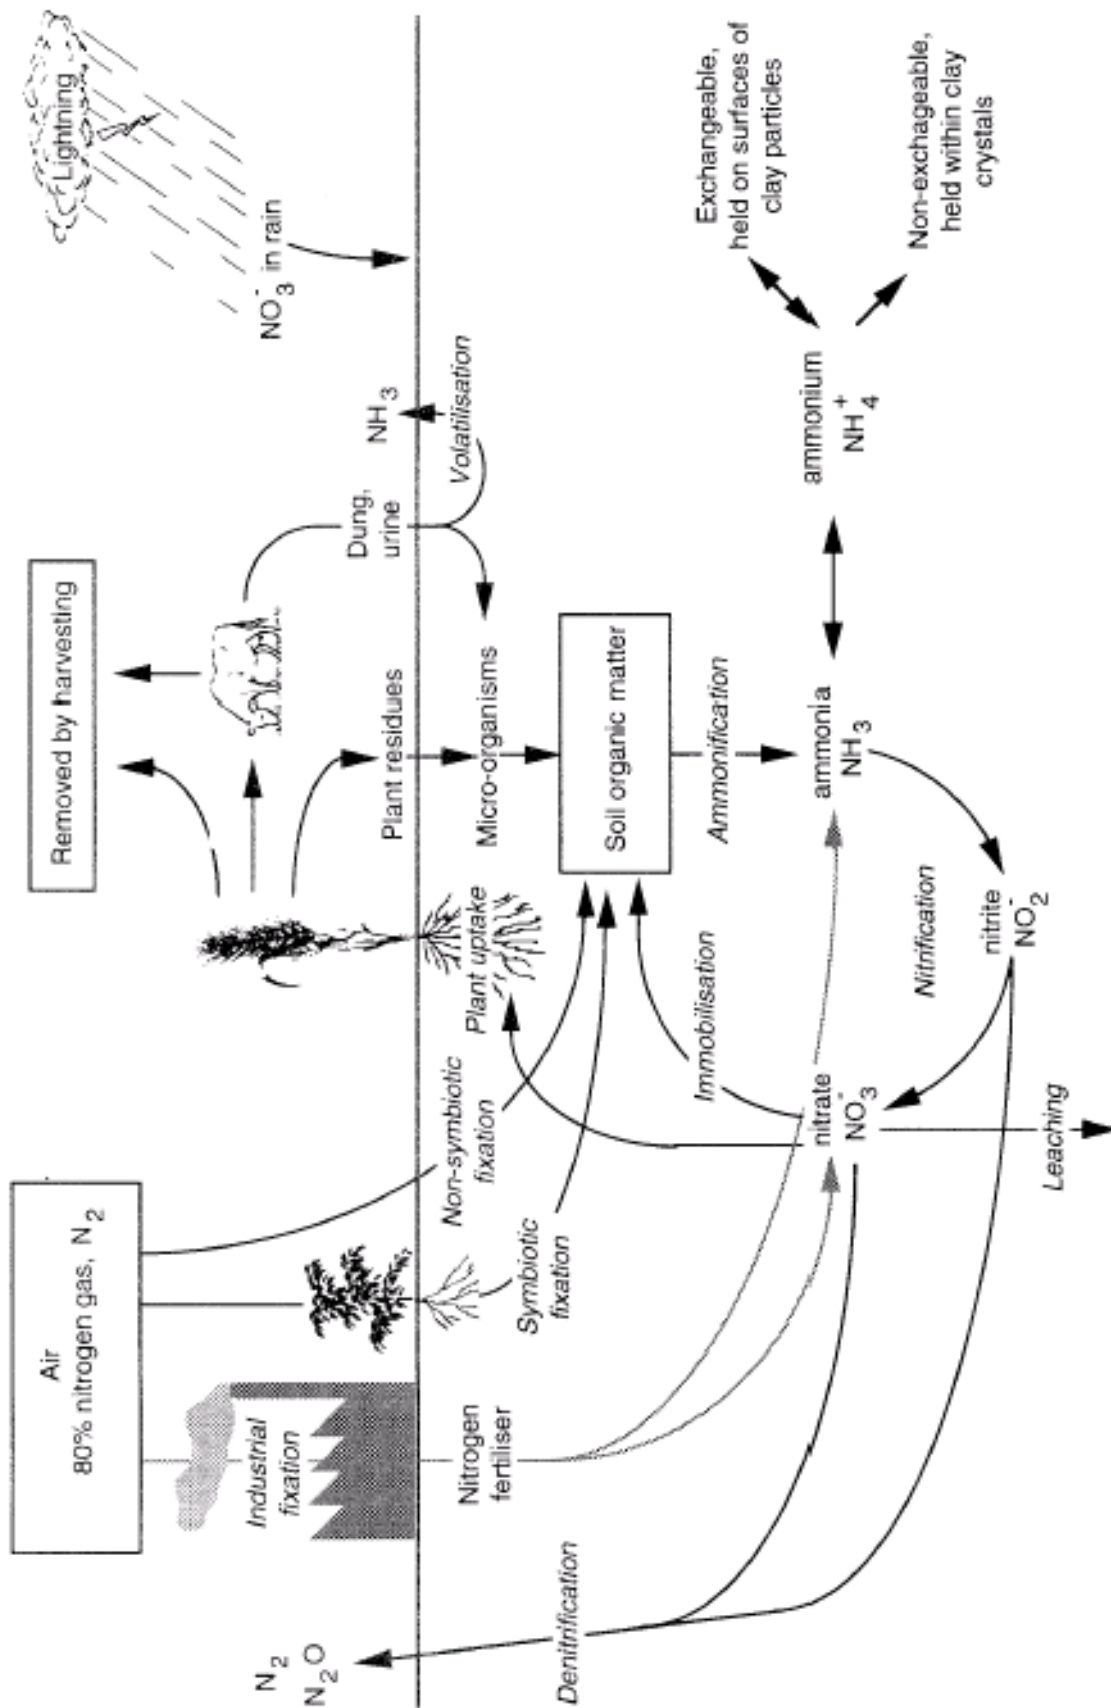 Lightning
NO3- in rain
Removed by harvesting
Air
80% nitrogen gas, N2
Industrial
fixation
N2
N2O
NH3
Dung,
urine
Plant residues
Volatilisation
Micro-organisms
Plant uptake
Non-symbiotic
fixation
Symbiotic
fixation
Nitrogen
fertiliser
Denitrification
Soil organic matter
Ammonification
Immobilisation
Exchangeable,
held on surfaces of
clay particles
Non-exchageable,
held within clay
crystals
ammonium
NH4+
ammonia
NH3
Nitrification
nitrite
NO2-
nitrate
NO3-
Leaching